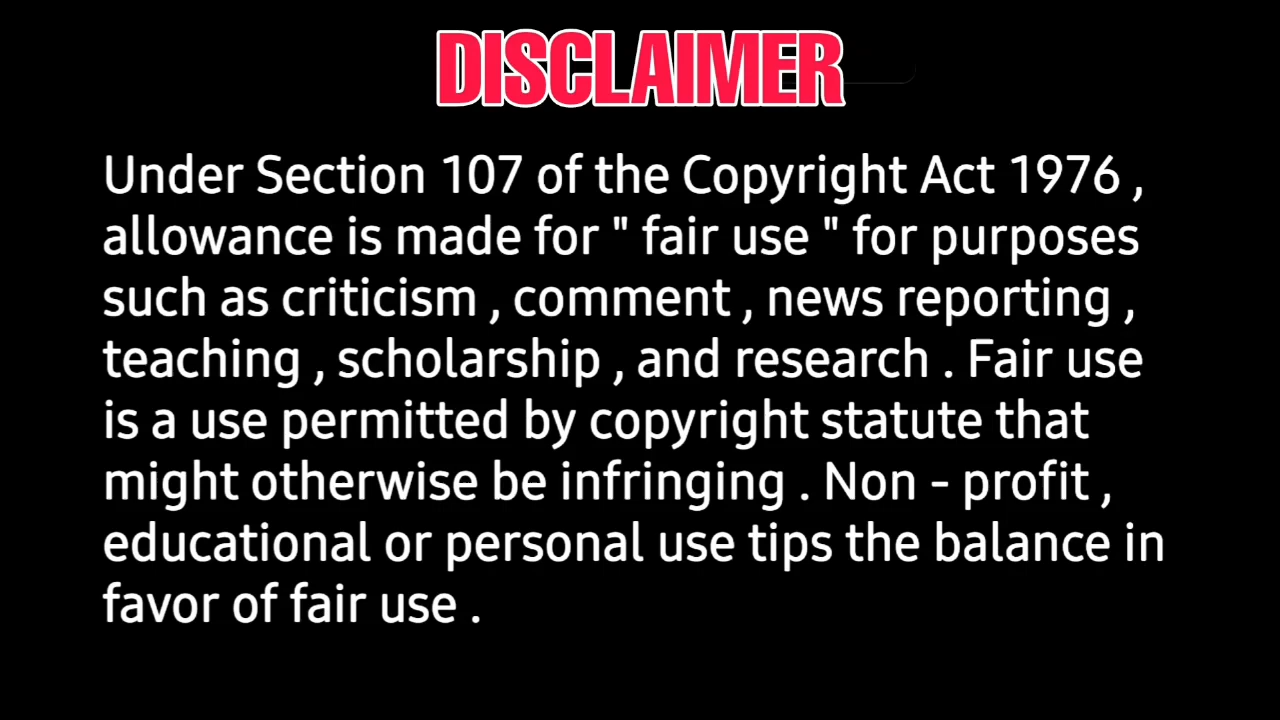 DISCLAIMER
Under Section 107 of the Copyright Act 1976 ,
allowance is made for " fair use " for purposes
such as criticism , comment , news reporting ,
teaching , scholarship , and research . Fair use
is a use permitted by copyright statute that
might otherwise be infringing . Non - profit ,
educational or personal use tips the balance in
favor of fair use .